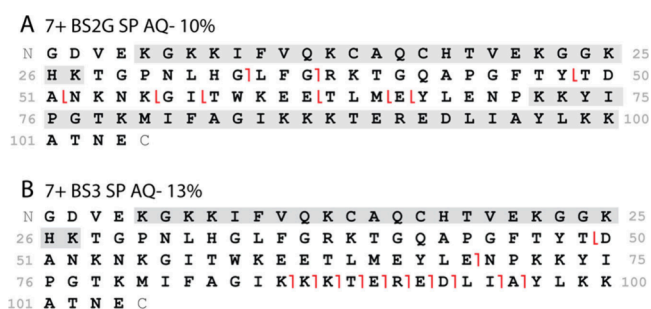 A 7+ BS2G SP AQ- 10%
N G D V E K G K K I F V Q K C A Q C H T V E K G G K 25
26 H K T G P N L H G L F G R K T G Q A P G F T Y T D 50
51 A N K N K G I T W K E E T L M E Y L E N P K K Y I 75
76 P G T K M I F A G I K K K T E R E D L I A Y L K K 100
101 A T N E C
B 7+ BS3 SP AQ- 13%
N G D V E K G K K I F V Q K C A Q C H T V E K G G K 25
26 H K T G P N L H G L F G R K T G Q A P G F T Y T D 50
51 A N K N K G I T W K E E T L M E Y L E N P K K Y I 75
76 P G T K M I F A G I K K K T E R E D L I A Y L K K 100
101 A T N E C